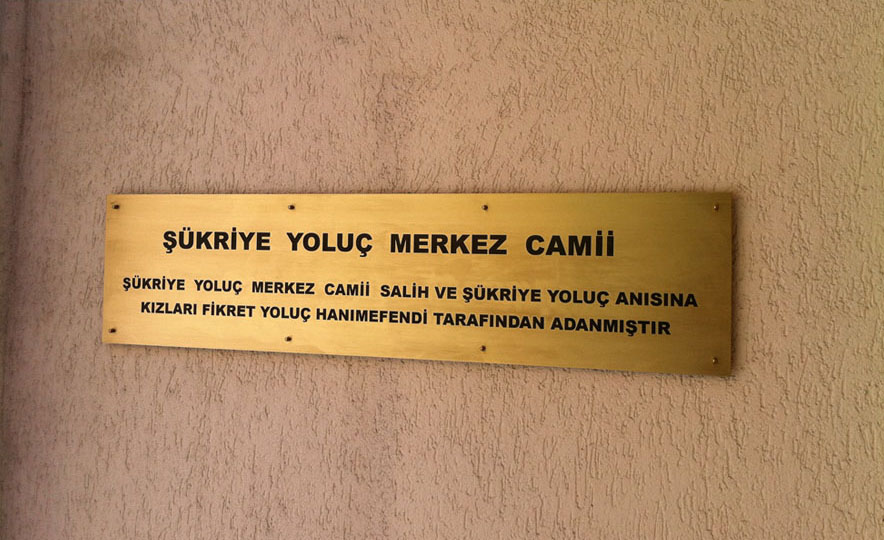 ŞÜKRİYE YOLUÇ MERKEZ CAMİİ
ŞÜKRİYE YOLUÇ MERKEZ CAMİİ SALİH VE ŞÜKRİYE YOLUÇ ANISINA
KIZLARI FİKRET YOLUÇ HANIMEFENDİ TARAFINDAN ADANMIŞTIR